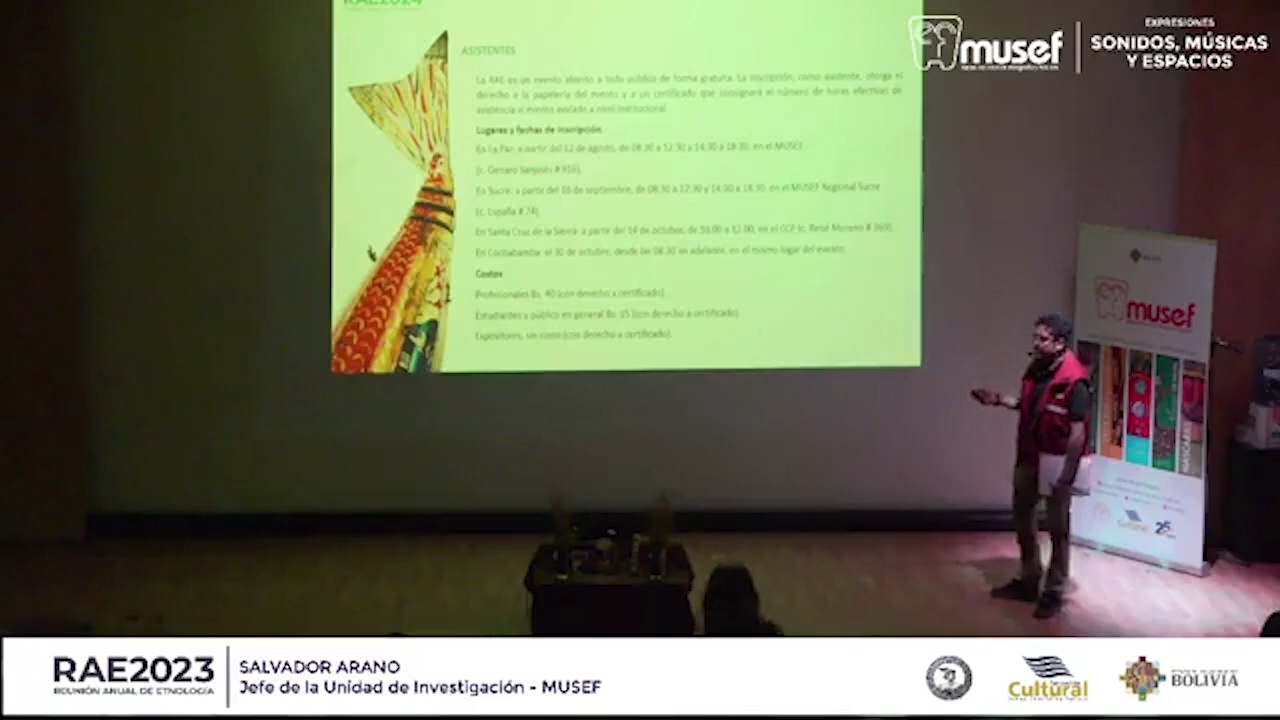 RAE2024
ASISTENTES
La RAE es un evento abierto a todo público de forma gratuita. La inscripción, como asistente, otorga el
derecho a la papelería del evento y a un certificado que consignará el número de horas efectivas de
asistencia al evento avalado a nivel institucional
Lugares y fechas de inscripción.
En La Paz: a partir del 12 de agosto, de 08:30 a 12:30 y 14:30 a 18:30, en el MUSEF
(c. Genaro Sanjinés # 916).
En Sucre: a partir del 16 de septiembre, de 08:30 a 12:30 y 14:30 a 18:30, en el MUSEF Regional Sucre
(c. España # 74)
En Santa Cruz de la Sierra: a partir del 14 de octubre, de 10:00 a 12:00, en el CCP (c. René Moreno #
En Cochabamba: el 30 de octubre, desde las 08:30 en adelante, en el mismo lugar del evento.
Costos
Profesionales Bs. 40 (con derecho a certificado).
Estudiantes y público en general Bs. 15 (con derecho a certificado).
Expositores, sin costo (con derecho a certificado).
musef
EXPRESIONES
SONIDOS, MÚSICAS
Y ESPACIOS
musef
MÁSCARAS
Cultural
25
RAE2023
REUNIÓN ANUAL DE ETNOLOGÍA
SALVADOR ARANO
Jefe de la Unidad de Investigación - MUSEF
Cultural
BOLIVIA